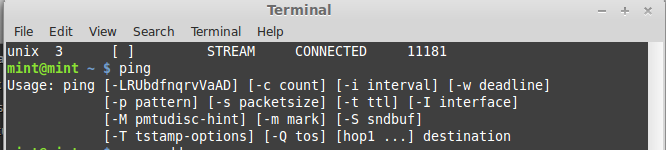 Terminal
File Edit View Search Terminal Help
unix 3 [ ] STREAM CONNECTED 11181
mint@mint ~ $ ping
Usage: ping [-LRUbdfnqrvVaAD] [-c count] [-i interval] [-w deadline]
[-p pattern] [-s packetsize] [-t ttl] [-I interface]
[-M pmtudisc-hint] [-m mark] [-S sndbuf]
[-T tstamp-options] [-Q tos] [hop1 ...] destination